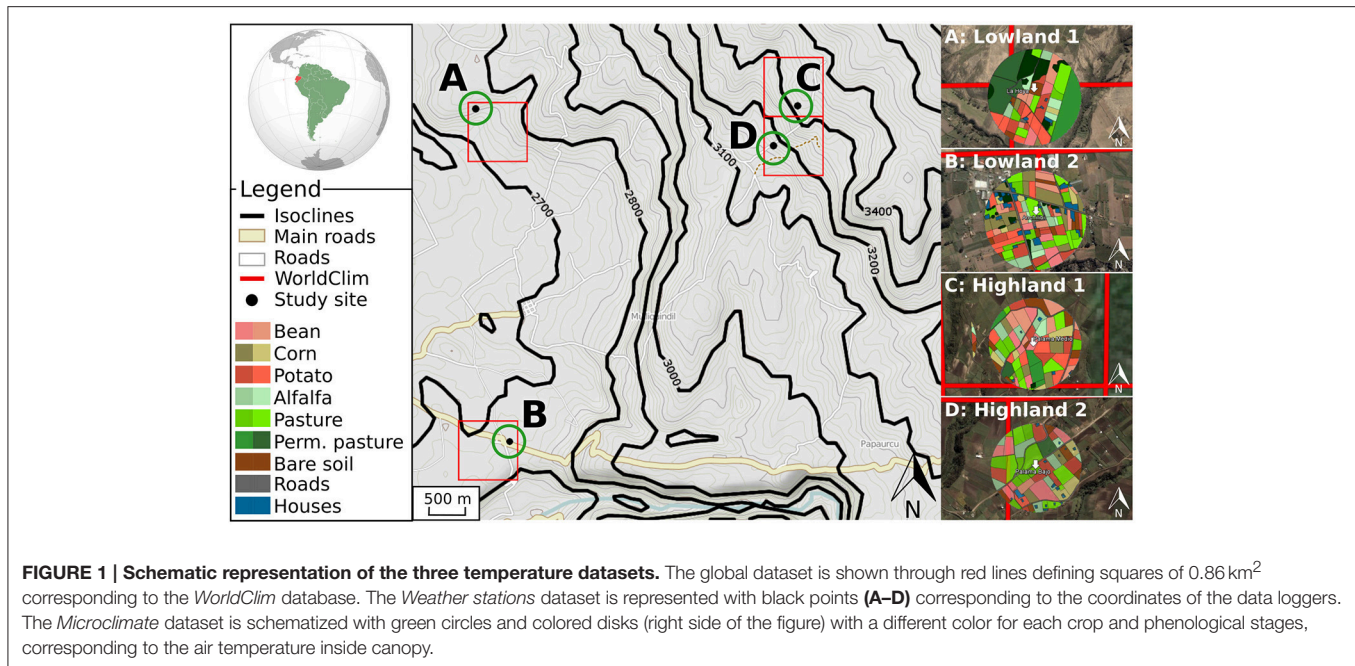 Legend
Isoclines
Main roads
Roads
WorldClim
Study site
Bean
Corn
Potato
Alfalfa
Pasture
Perm. pasture
Bare soil
Roads
Houses
A
B
C
D
2700
2800
3000
3100
3200
3400
Papaurcu
500 m
N
A: Lowland 1
N
B: Lowland 2
N
C: Highland 1
N
D: Highland 2
N
FIGURE 1 | Schematic representation of the three temperature datasets. The global dataset is shown through red lines defining squares of 0.86 km²
corresponding to the WorldClim database. The Weather stations dataset is represented with black points (A–D) corresponding to the coordinates of the data loggers.
The Microclimate dataset is schematized with green circles and colored disks (right side of the figure) with a different color for each crop and phenological stages,
corresponding to the air temperature inside canopy.